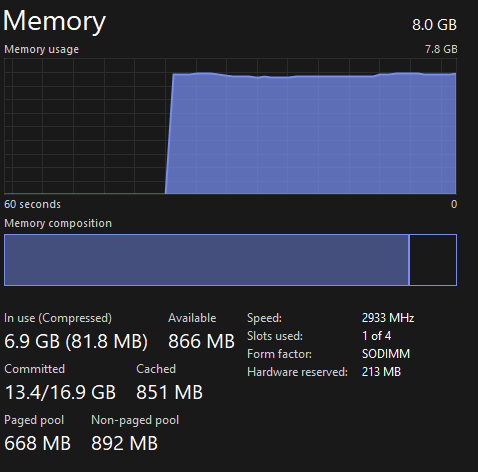 Memory 8.0 GB
Memory usage 7.8 GB
60 seconds 0
Memory composition
In use (Compressed) Available
6.9 GB (81.8 MB) 866 MB
Committed Cached
13.4/16.9 GB 851 MB
Paged pool Non-paged pool
668 MB 892 MB
Speed: 2933 MHz
Slots used: 1 of 4
Form factor: SODIMM
Hardware reserved: 213 MB